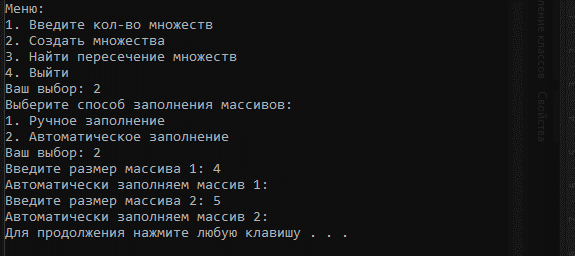 Меню:
1. Введите кол-во множеств
2. Создать множества
3. Найти пересечение множеств
4. Выйти
Ваш выбор: 2
Выберите способ заполнения массивов:
1. Ручное заполнение
2. Автоматическое заполнение
Ваш выбор: 2
Введите размер массива 1: 4
Автоматически заполняем массив 1:
Введите размер массива 2: 5
Автоматически заполняем массив 2:
Для продолжения нажмите любую клавишу . . .
классов
Свойства